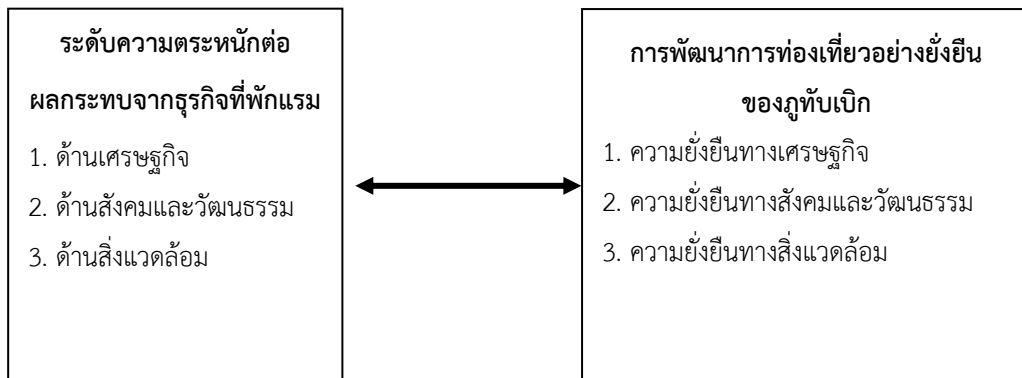 ระดับความตระหนักต่อ
ผลกระทบจากธุรกิจที่พักแรม
1. ด้านเศรษฐกิจ
2. ด้านสังคมและวัฒนธรรม
3. ด้านสิ่งแวดล้อม
การพัฒนาการท่องเที่ยวอย่างยั่งยืน
ของภูทับเบิก
1. ความยั่งยืนทางเศรษฐกิจ
2. ความยั่งยืนทางสังคมและวัฒนธรรม
3. ความยั่งยืนทางสิ่งแวดล้อม